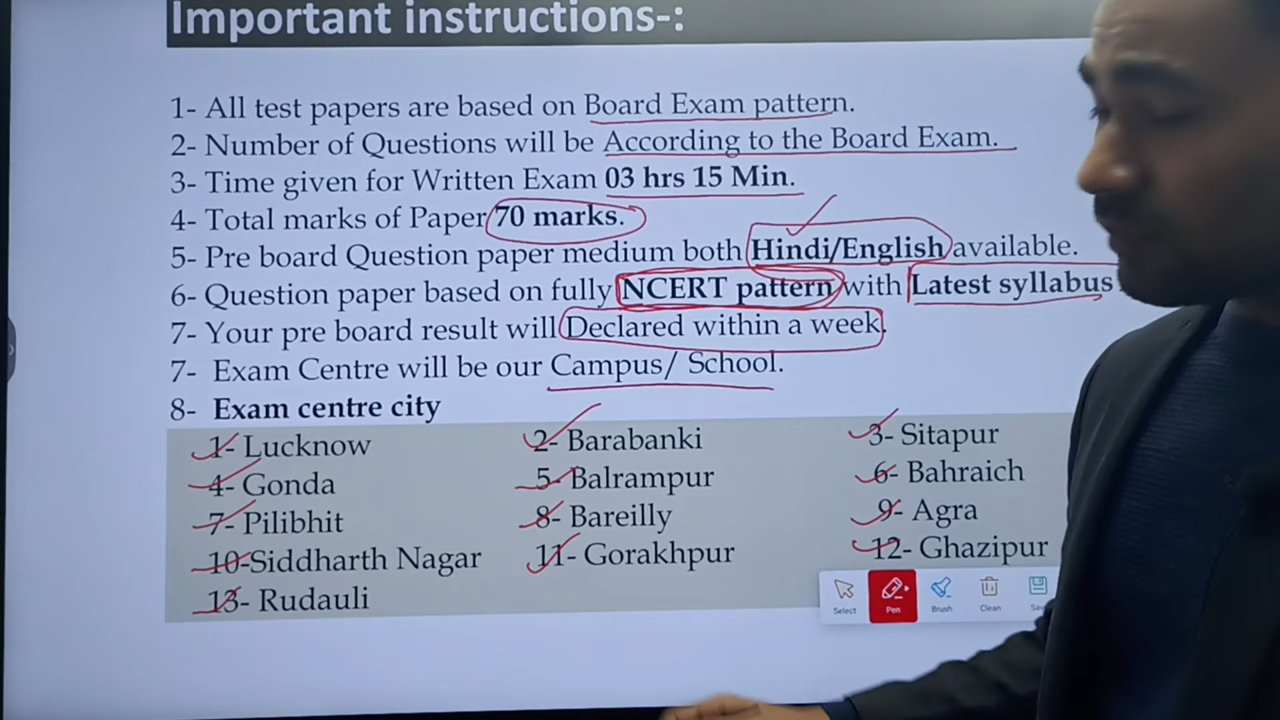 Important instructions-:
1- All test papers are based on Board Exam pattern.
2- Number of Questions will be According to the Board Exam.
3- Time given for Written Exam 03 hrs 15 Min.
4- Total marks of Paper 70 marks.
5- Pre board Question paper medium both Hindi/English available.
6- Question paper based on fully NCERT pattern with Latest syllabus
7- Your pre board result will Declared within a week.
7- Exam Centre will be our Campus/ School.
8- Exam centre city
1- Lucknow 2- Barabanki 3- Sitapur
4- Gonda 5- Balrampur 6- Bahraich
7- Pilibhit 8- Bareilly 9- Agra
10-Siddharth Nagar 11- Gorakhpur 12- Ghazipur
13- Rudauli
Select Pen Brush Clean